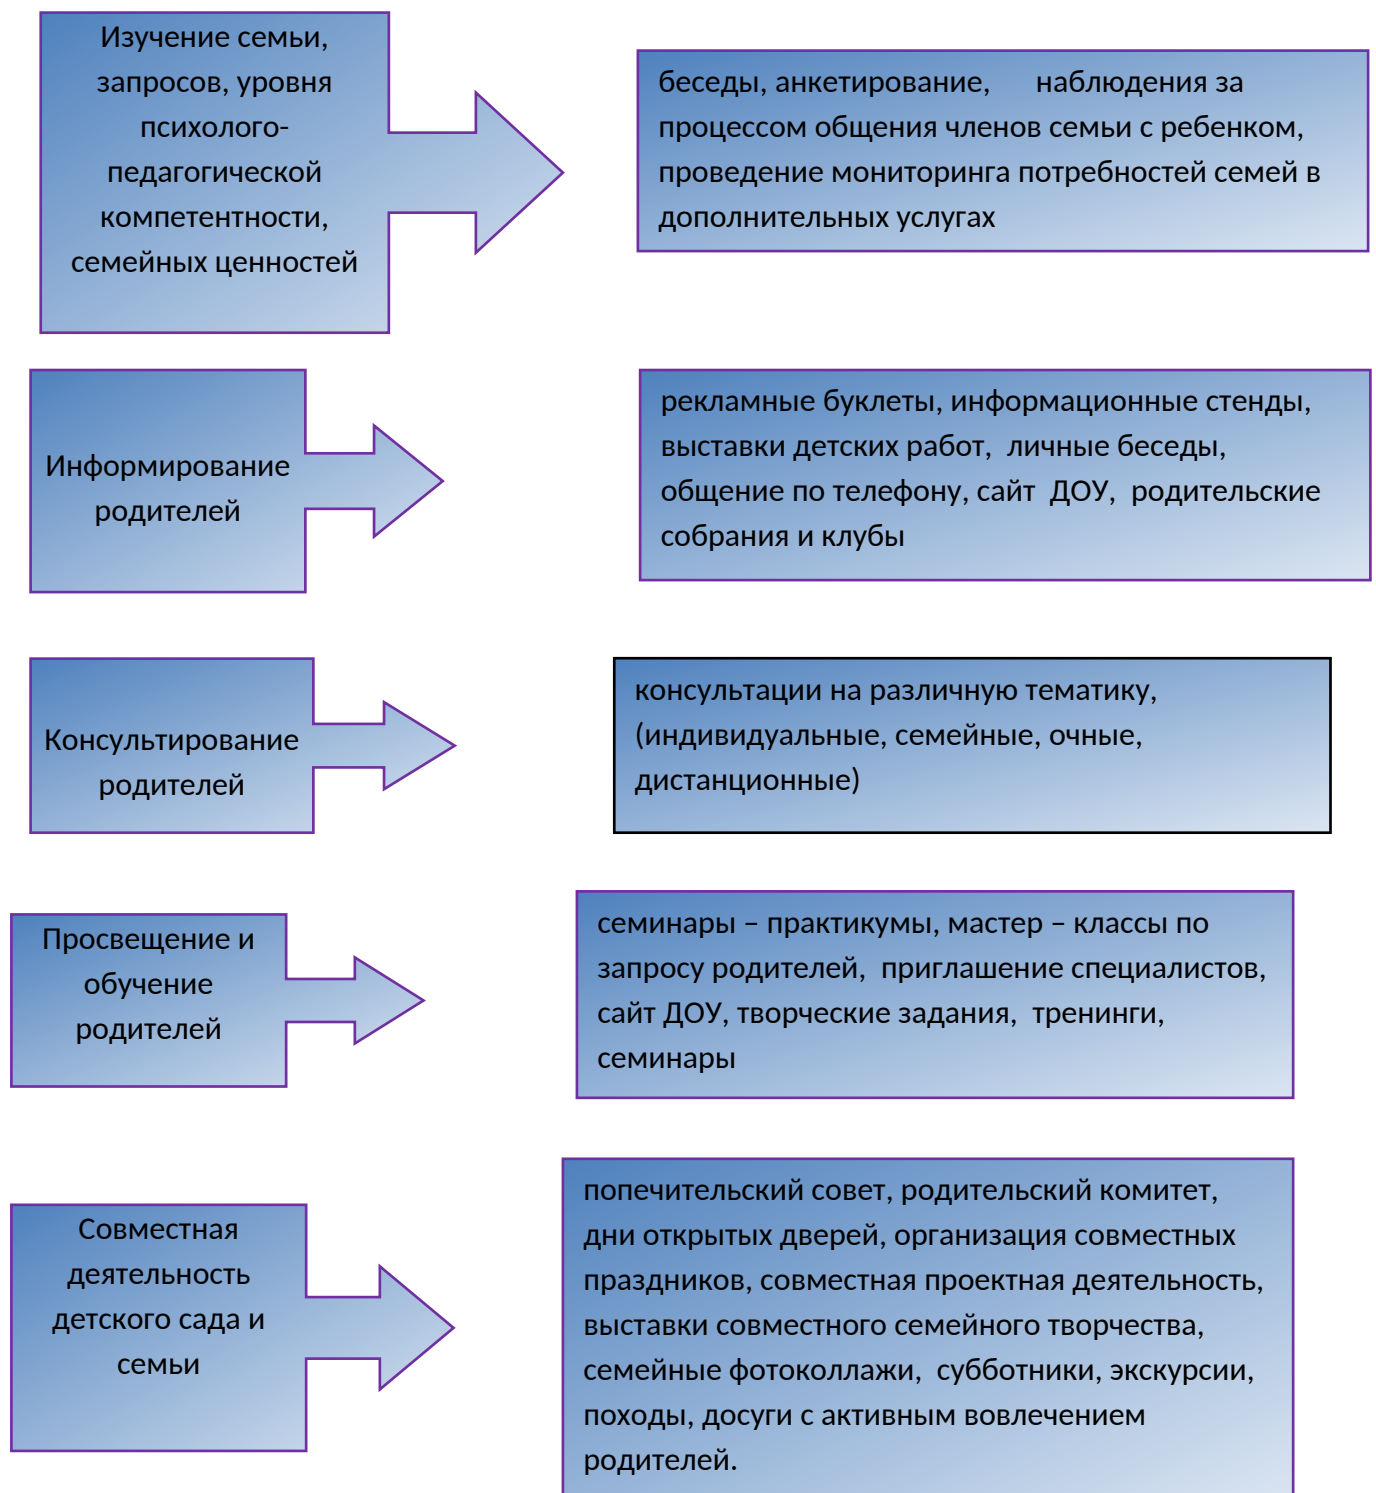 Изучение семьи,
запросов, уровня
психолого-
педагогической
компетентности,
семейных ценностей
беседы, анкетирование, наблюдения за
процессом общения членов семьи с ребенком,
проведение мониторинга потребностей семей в
дополнительных услугах
Информирование
родителей
рекламные буклеты, информационные стенды,
выставки детских работ, личные беседы,
общение по телефону, сайт ДОУ, родительские
собрания и клубы
Консультирование
родителей
консультации на различную тематику,
(индивидуальные, семейные, очные,
дистанционные)
Просвещение и
обучение
родителей
семинары – практикумы, мастер – классы по
запросу родителей, приглашение специалистов,
сайт ДОУ, творческие задания, тренинги,
семинары
Совместная
деятельность
детского сада и
семьи
попечительский совет, родительский комитет,
дни открытых дверей, организация совместных
праздников, совместная проектная деятельность,
выставки совместного семейного творчества,
семейные фотоколлажи, субботники, экскурсии,
походы, досуги с активным вовлечением
родителей.